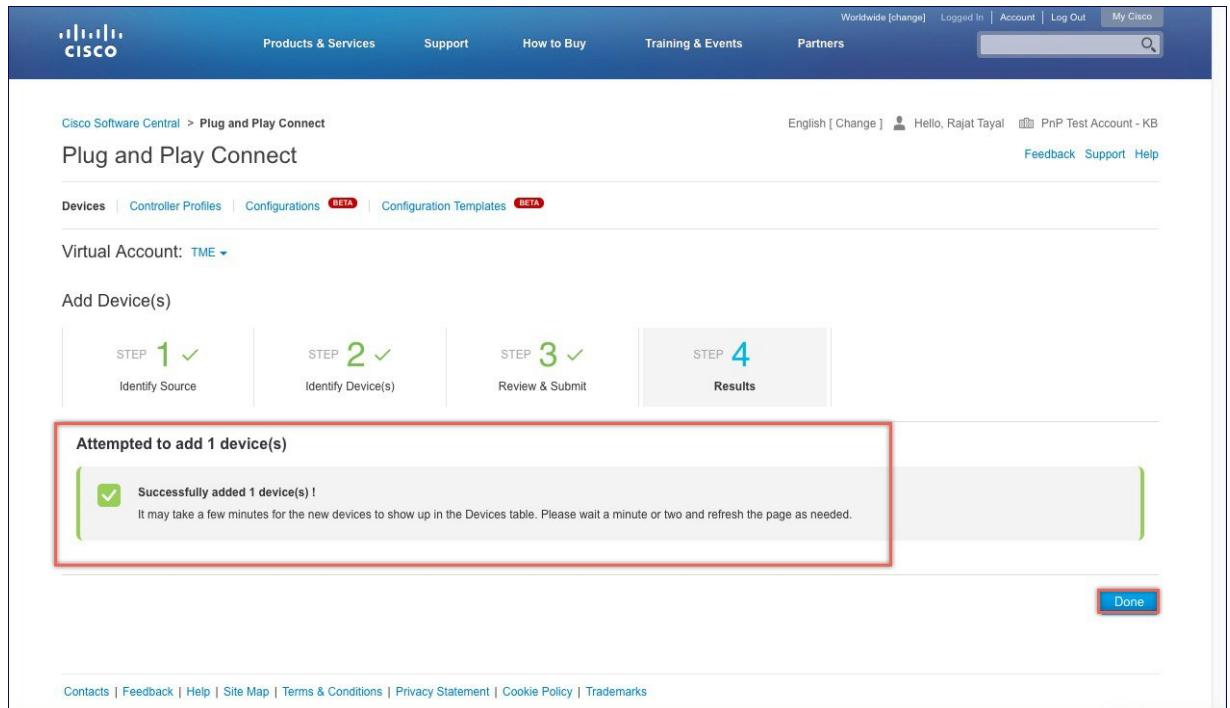 Worldwide [change] Logged In | Account | Log Out My Cisco
CISCO
Products & Services Support How to Buy Training & Events Partners
Cisco Software Central > Plug and Play Connect
English [ Change ] Hello, Rajat Tayal PnP Test Account - KB
Plug and Play Connect
Feedback Support Help
Devices | Controller Profiles | Configurations BETA | Configuration Templates BETA
Virtual Account: TME
Add Device(s)
STEP 1 STEP 2 STEP 3 STEP 4
Identify Source Identify Device(s) Review & Submit Results
Attempted to add 1 device(s)
Successfully added 1 device(s) !
It may take a few minutes for the new devices to show up in the Devices table. Please wait a minute or two and refresh the page as needed.
Done
Contacts | Feedback | Help | Site Map | Terms & Conditions | Privacy Statement | Cookie Policy | Trademarks